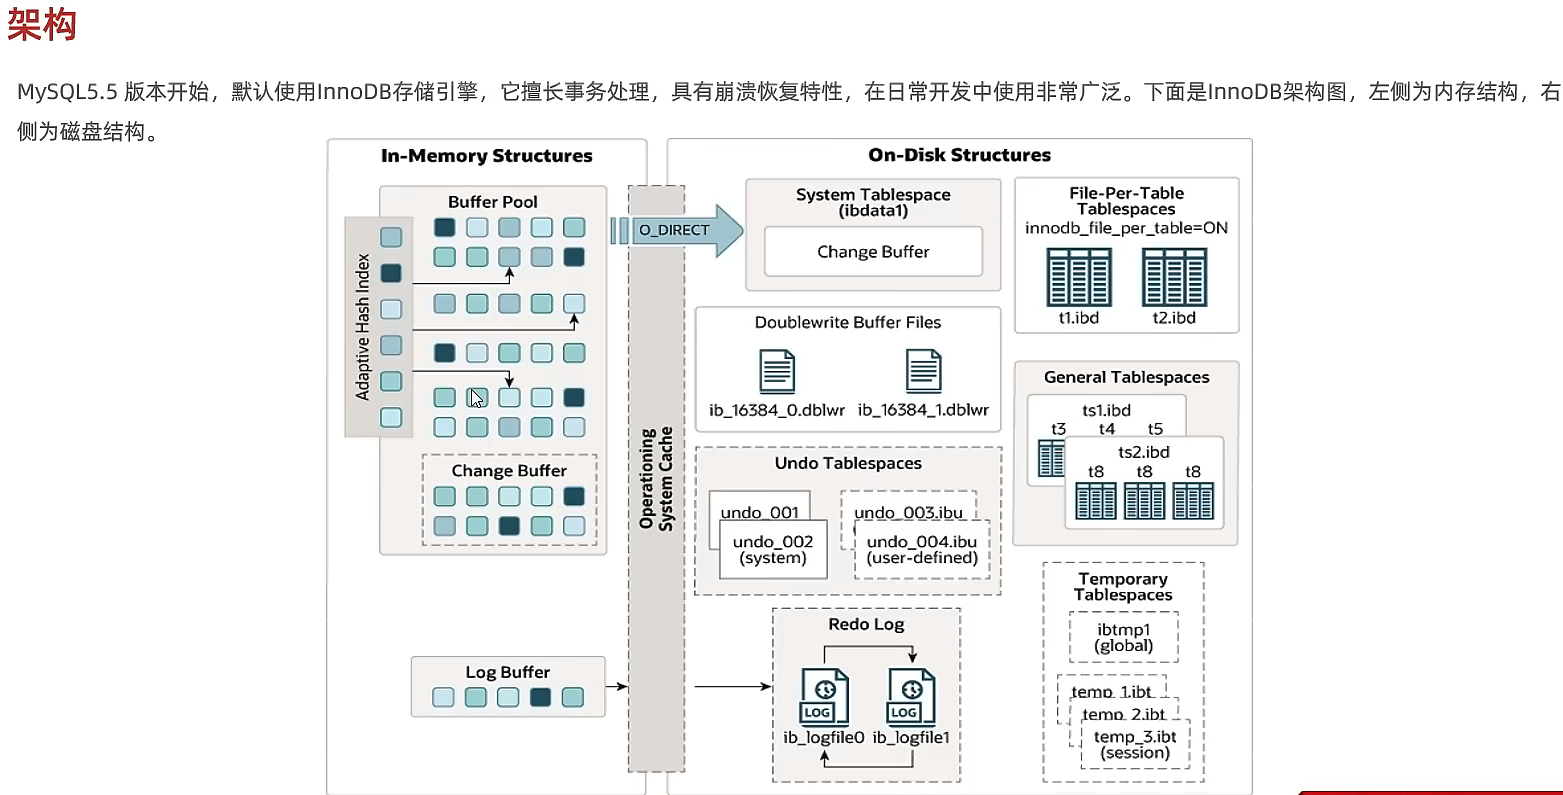 架构
MySQL5.5 版本开始，默认使用InnoDB存储引擎，它擅长事务处理，具有崩溃恢复特性，在日常开发中使用非常广泛。下面是InnoDB架构图，左侧为内存结构，右
侧为磁盘结构。
In-Memory Structures
Buffer Pool
Adaptive Hash Index
Change Buffer
Log Buffer
Operationing
System Cache
O_DIRECT
On-Disk Structures
System Tablespace
(ibdata1)
Change Buffer
Doublewrite Buffer Files
ib_16384_0.dblwr ib_16384_1.dblwr
Undo Tablespaces
undo_001
undo_002
(system)
undo_003.ibu
undo_004.ibu
(user-defined)
Redo Log
LOG LOG
ib_logfile0 ib_logfile1
File-Per-Table
Tablespaces
innodb_file_per_table=ON
t1.ibd t2.ibd
General Tablespaces
ts1.ibd
t3 t4 t5
ts2.ibd
t8 t8 t8
Temporary
Tablespaces
ibtmp1
(global)
temp_1.ibt
temp_2.ibt
temp_3.ibt
(session)